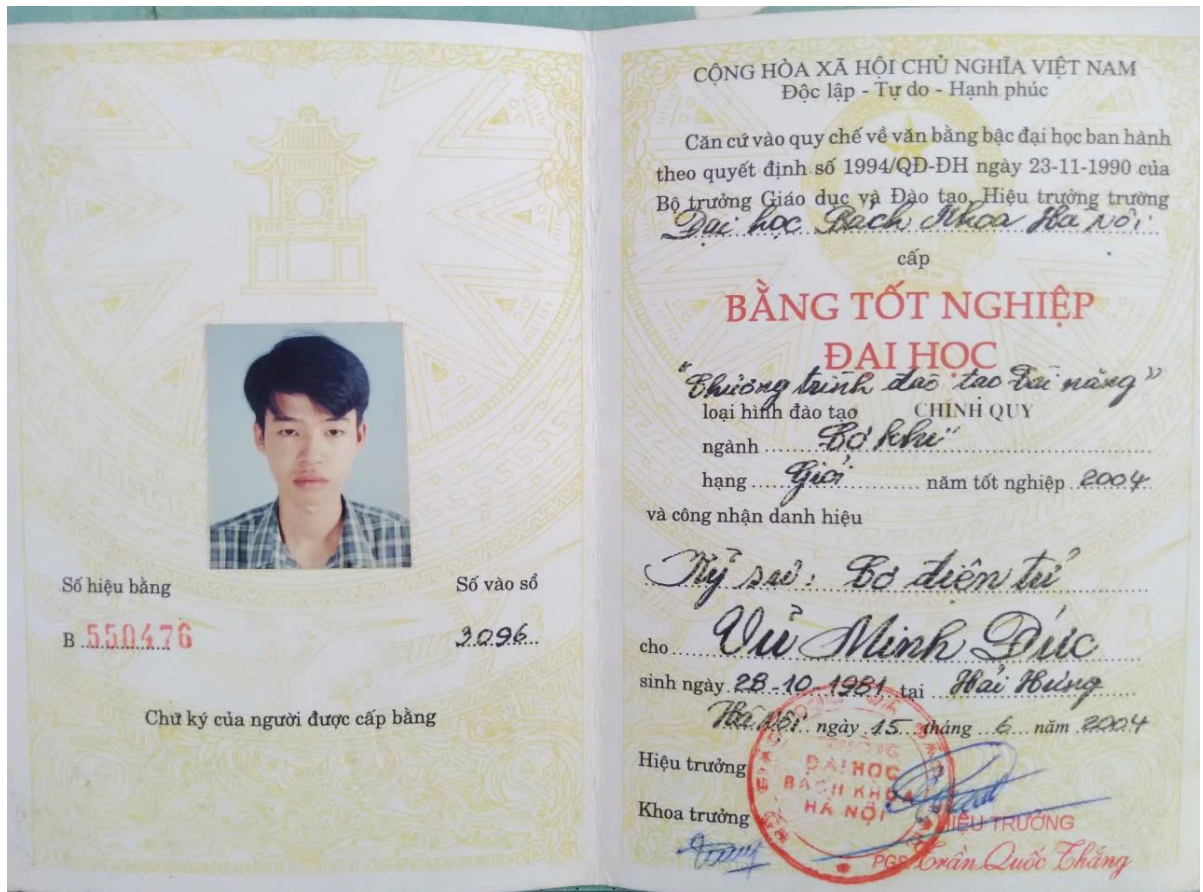 Số hiệu bằng
Số vào sổ
B 550476
3096
Chữ ký của người được cấp bằng
CỘNG HÒA XÃ HỘI CHỦ NGHĨA VIỆT NAM
Độc lập - Tự do - Hạnh phúc
Căn cứ vào quy chế về văn bằng bậc đại học ban hành
theo quyết định số 1994/QĐ-ĐH ngày 23-11-1990 của
Bộ trưởng Giáo dục và Đào tạo, Hiệu trưởng trường
Đại học Bách Khoa Hà Nội
cấp
BẰNG TỐT NGHIỆP
ĐẠI HỌC
"Chương trình đào tạo Tài năng"
loại hình đào tạo CHÍNH QUY
ngành Cơ khí
hạng Giỏi năm tốt nghiệp 2004
và công nhận danh hiệu
Kỹ sư: Cơ điện tử
cho Vũ Minh Đức
sinh ngày 28-10-1981 tại Hải Hưng
Hà Nội ngày 15 tháng 6 năm 2004
Hiệu trưởng
ĐẠI HỌC
BÁCH KHOA
HÀ NỘI
Khoa trưởng
HIỆU TRƯỞNG
PGS Trần Quốc Thắng